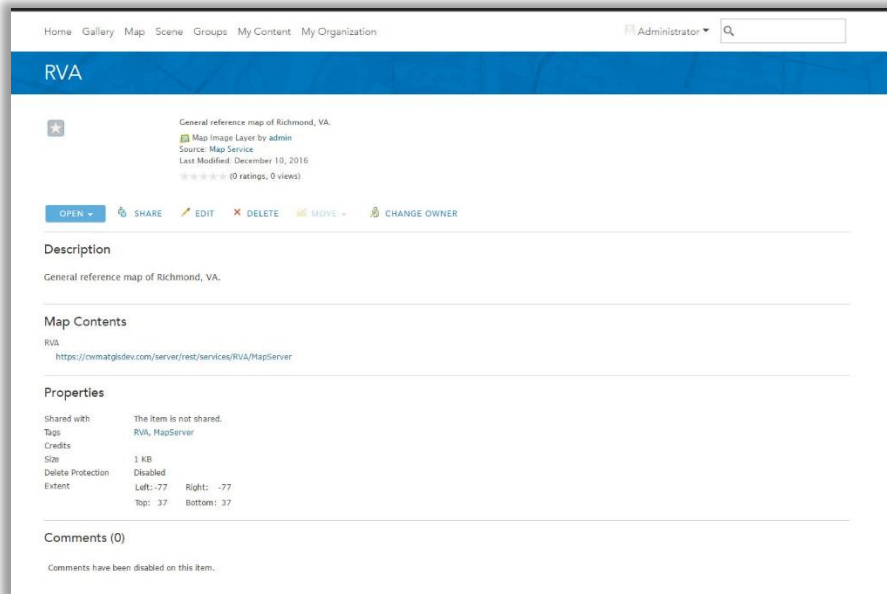 Home Gallery Map Scene Groups My Content My Organization Administrator
RVA
General reference map of Richmond, VA.
Map Image Layer by admin
Source: Map Service
Last Modified: December 10, 2016
(0 ratings, 0 views)
OPEN SHARE EDIT DELETE MOVE CHANGE OWNER
Description
General reference map of Richmond, VA.
Map Contents
RVA
https://cwmatgisdev.com/server/rest/services/RVA/MapServer
Properties
Shared with The item is not shared.
Tags RVA, MapServer
Credits
Size 1 KB
Delete Protection Disabled
Extent Left: -77 Right: -77
Top: 37 Bottom: 37
Comments (0)
Comments have been disabled on this item.